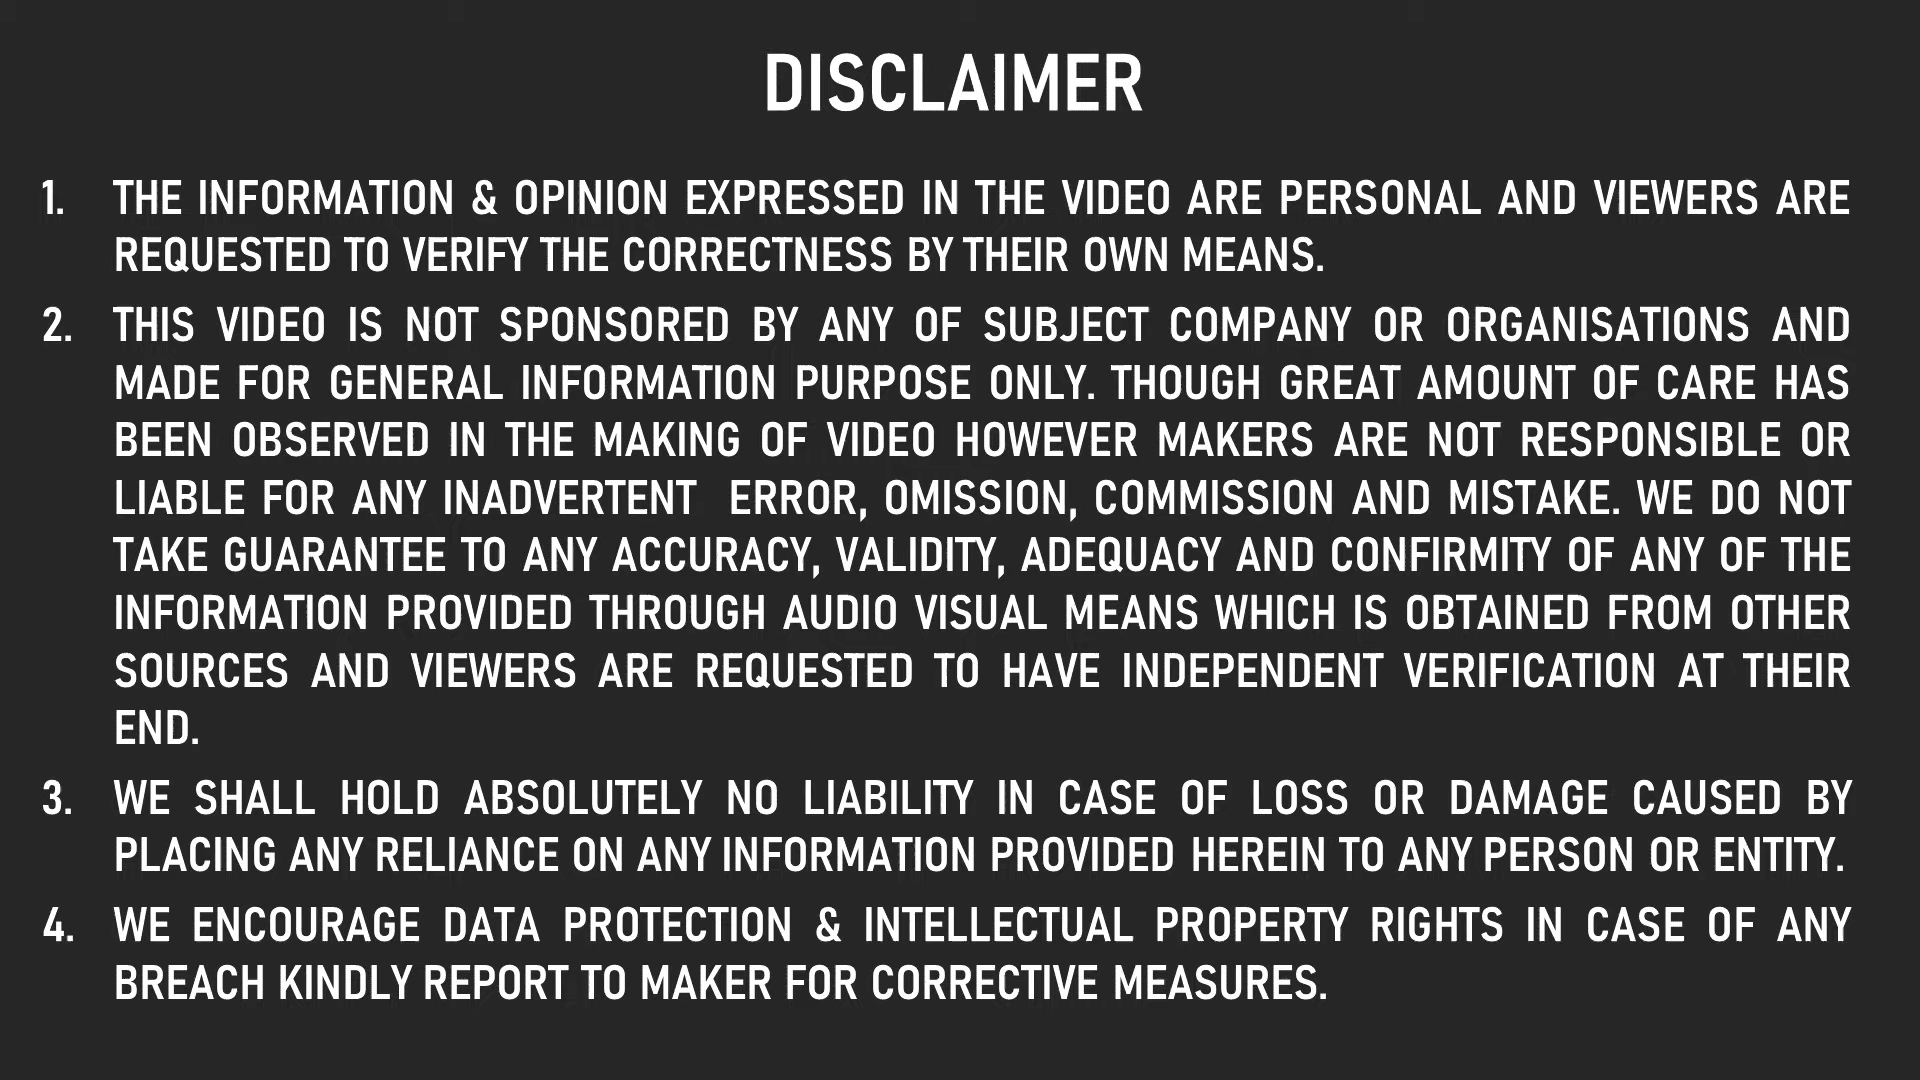 DISCLAIMER
1. THE INFORMATION & OPINION EXPRESSED IN THE VIDEO ARE PERSONAL AND VIEWERS ARE
REQUESTED TO VERIFY THE CORRECTNESS BY THEIR OWN MEANS.
2. THIS VIDEO IS NOT SPONSORED BY ANY OF SUBJECT COMPANY OR ORGANISATIONS AND
MADE FOR GENERAL INFORMATION PURPOSE ONLY. THOUGH GREAT AMOUNT OF CARE HAS
BEEN OBSERVED IN THE MAKING OF VIDEO HOWEVER MAKERS ARE NOT RESPONSIBLE OR
LIABLE FOR ANY INADVERTENT ERROR, OMISSION, COMMISSION AND MISTAKE. WE DO NOT
TAKE GUARANTEE TO ANY ACCURACY, VALIDITY, ADEQUACY AND CONFIRMITY OF ANY OF THE
INFORMATION PROVIDED THROUGH AUDIO VISUAL MEANS WHICH IS OBTAINED FROM OTHER
SOURCES AND VIEWERS ARE REQUESTED TO HAVE INDEPENDENT VERIFICATION AT THEIR
END.
3. WE SHALL HOLD ABSOLUTELY NO LIABILITY IN CASE OF LOSS OR DAMAGE CAUSED BY
PLACING ANY RELIANCE ON ANY INFORMATION PROVIDED HEREIN TO ANY PERSON OR ENTITY.
4. WE ENCOURAGE DATA PROTECTION & INTELLECTUAL PROPERTY RIGHTS IN CASE OF ANY
BREACH KINDLY REPORT TO MAKER FOR CORRECTIVE MEASURES.